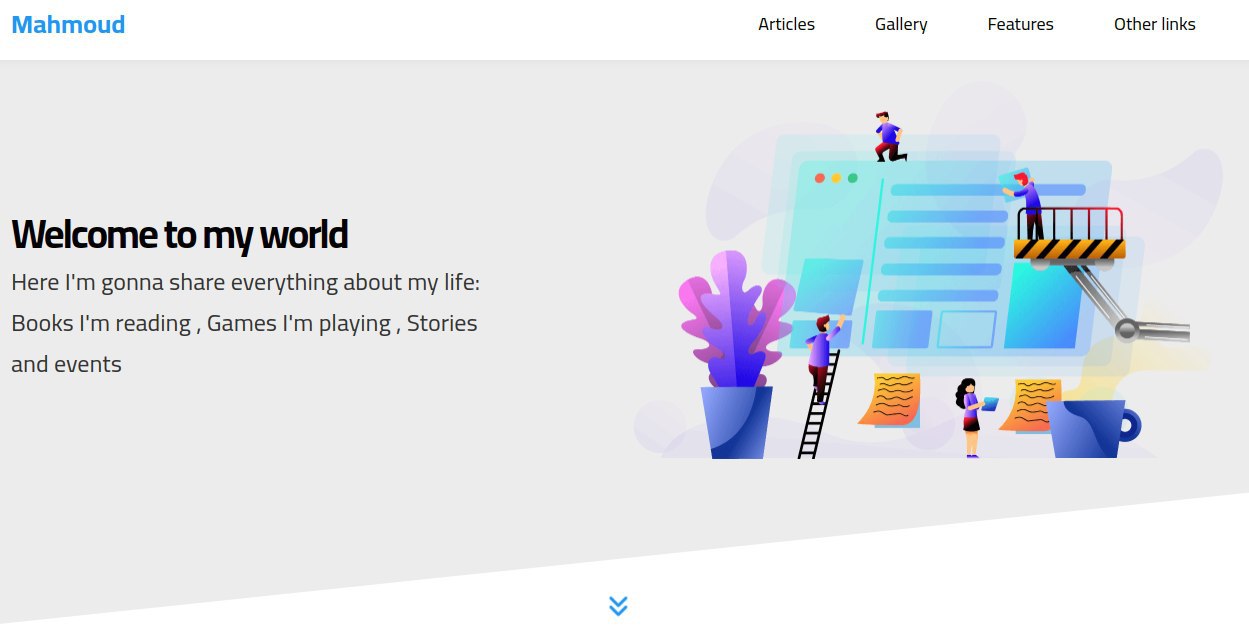 Mahmoud
Articles Gallery Features Other links
Welcome to my world
Here I'm gonna share everything about my life:
Books I'm reading , Games I'm playing , Stories
and events